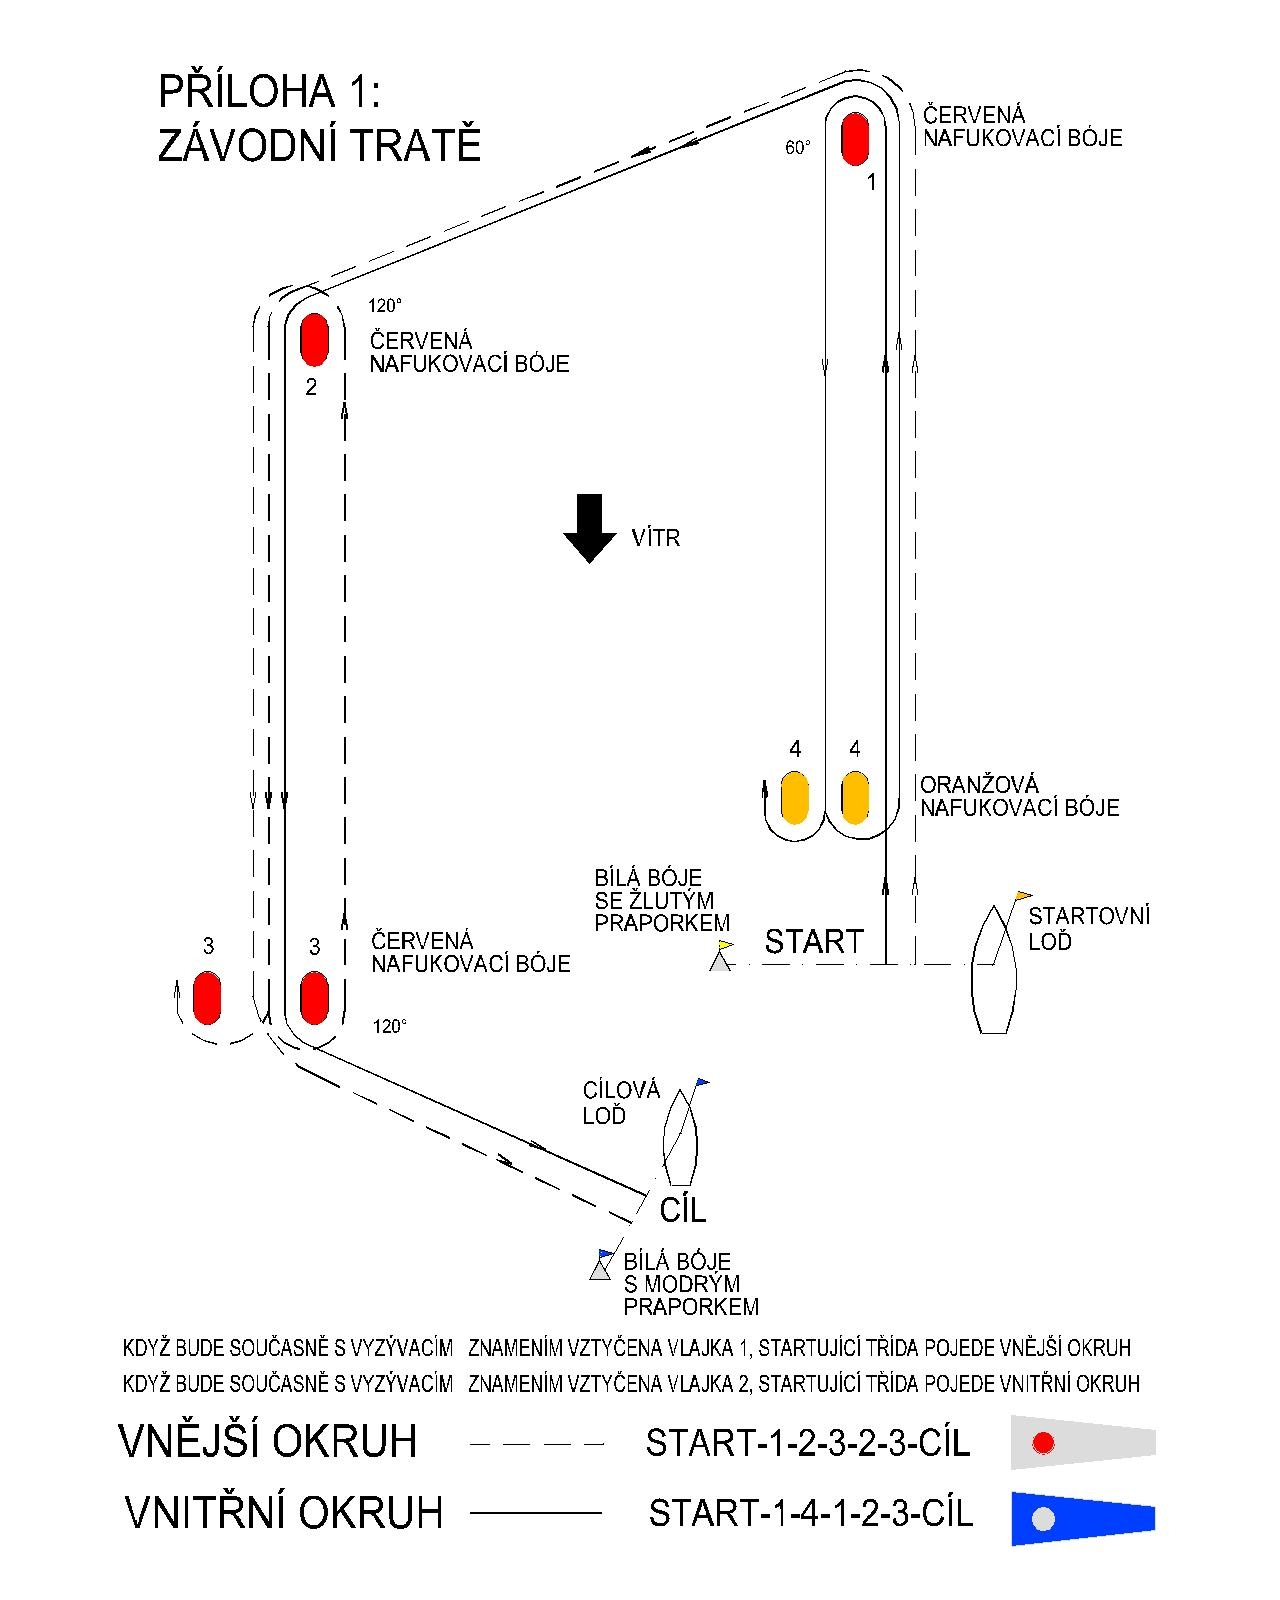 PŘÍLOHA 1:
ZÁVODNÍ TRATĚ
ČERVENÁ
NAFUKOVACÍ BÓJE
60°
1
120°
ČERVENÁ
NAFUKOVACÍ BÓJE
2
VÍTR
4
4
ORANŽOVÁ
NAFUKOVACÍ BÓJE
BÍLÁ BÓJE
SE ŽLUTÝM
PRAPORKEM
START
STARTOVNÍ
LOĎ
3
3
ČERVENÁ
NAFUKOVACÍ BÓJE
120°
CÍLOVÁ
LOĎ
CÍL
BÍLÁ BÓJE
S MODRÝM
PRAPORKEM
KDYŽ BUDE SOUČASNĚ S VYZÝVACÍM ZNAMENÍM VZTYČENA VLAJKA 1, STARTUJÍCÍ TŘÍDA POJEDE VNĚJŠÍ OKRUH
KDYŽ BUDE SOUČASNĚ S VYZÝVACÍM ZNAMENÍM VZTYČENA VLAJKA 2, STARTUJÍCÍ TŘÍDA POJEDE VNITŘNÍ OKRUH
VNĚJŠÍ OKRUH START-1-2-3-2-3-CÍL
VNITŘNÍ OKRUH START-1-4-1-2-3-CÍL